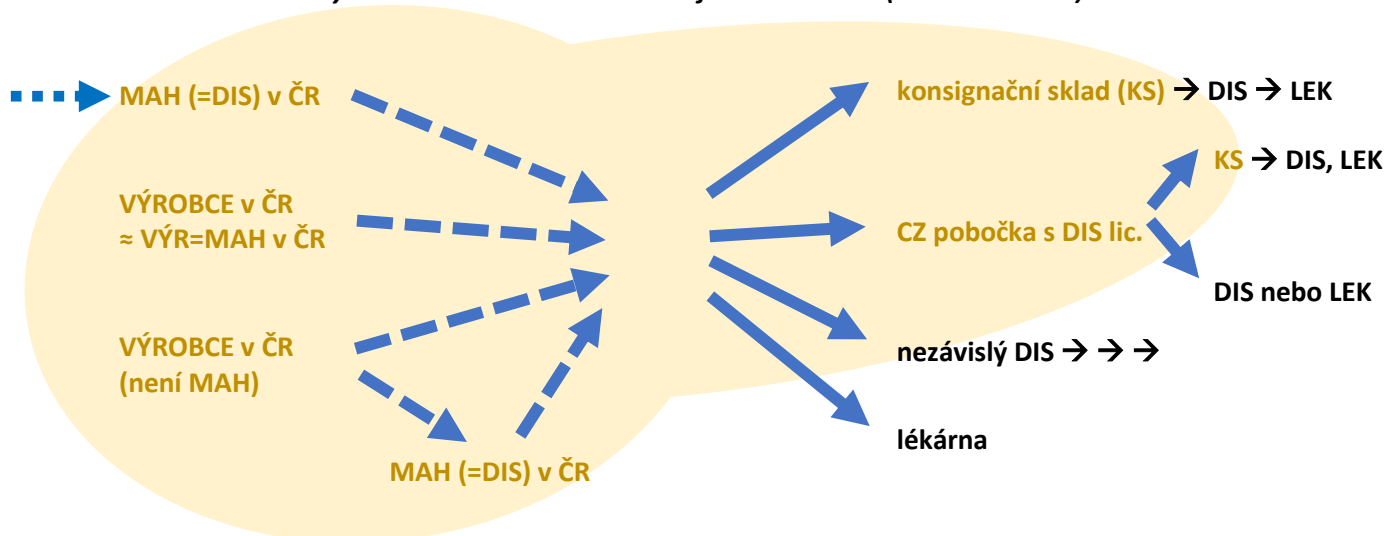 MAH (=DIS) v ČR
konsignační sklad (KS) → DIS → LEK
KS → DIS, LEK
VÝROBCE v ČR
≈ VÝR=MAH v ČR
CZ pobočka s DIS lic.
DIS nebo LEK
VÝROBCE v ČR
(není MAH)
nezávislý DIS → → →
lékárna
MAH (=DIS) v ČR